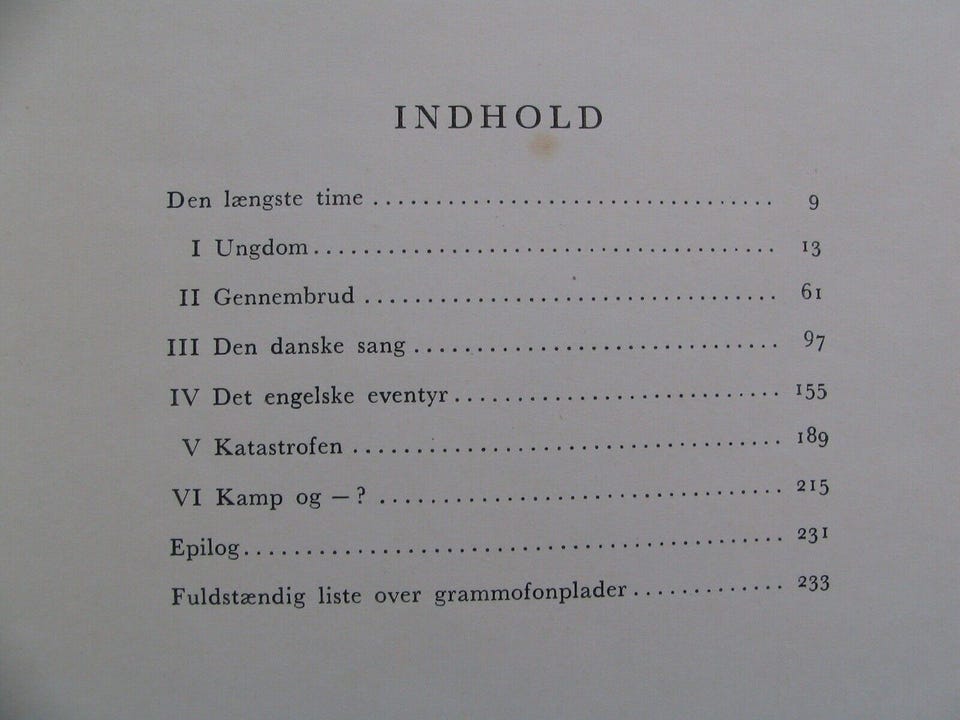 INDHOLD
Den længste time ................................. 9
I Ungdom ...................................... 13
II Gennembrud .................................. 61
III Den danske sang .............................. 97
IV Det engelske eventyr ........................... 155
V Katastrofen ................................... 189
VI Kamp og — ? ................................. 215
Epilog ............................................ 231
Fuldstændig liste over grammofonplader ............ 233